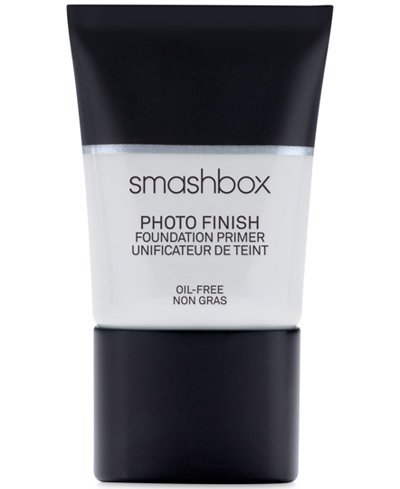 smashbox
PHOTO FINISH
FOUNDATION PRIMER
UNIFICATEUR DE TEINT
OIL-FREE
NON GRAS